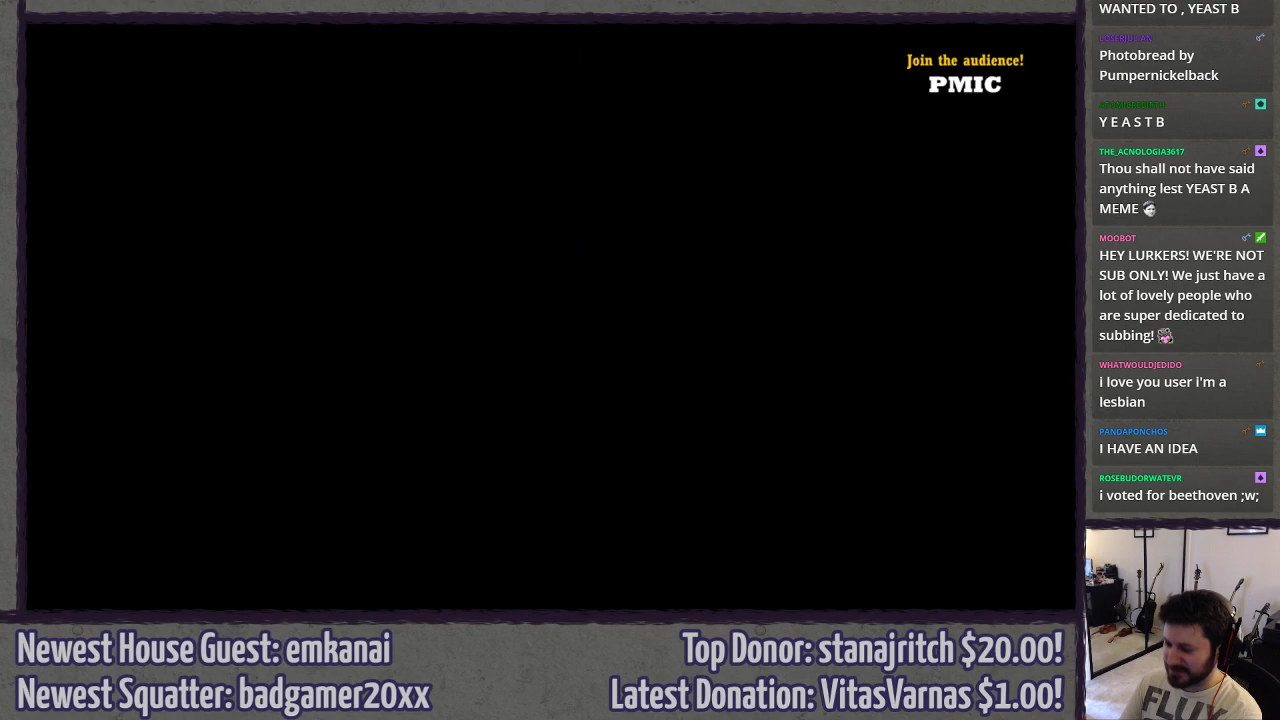 Join the audience!
PMIC
WANTED TO , YEAST B
Photobread by
Pumpernickelback
Y E A S T B
THE_ACNOLOGIA3617
Thou shall not have said
anything lest YEAST B A
MEME
MOOBOT
HEY LURKERS! WE'RE NOT
SUB ONLY! We just have a
lot of lovely people who
are super dedicated to
subbing!
WHATWOULDJEDIDO
i love you user i'm a
lesbian
PANDAPONCHOS
I HAVE AN IDEA
ROSEBUDORWATEVR
i voted for beethoven ;w;
Newest House Guest: emkanai
Newest Squatter: badgamer20xx
Top Donor: stanajritch $20.00!
Latest Donation: VitasVarnas $1.00!